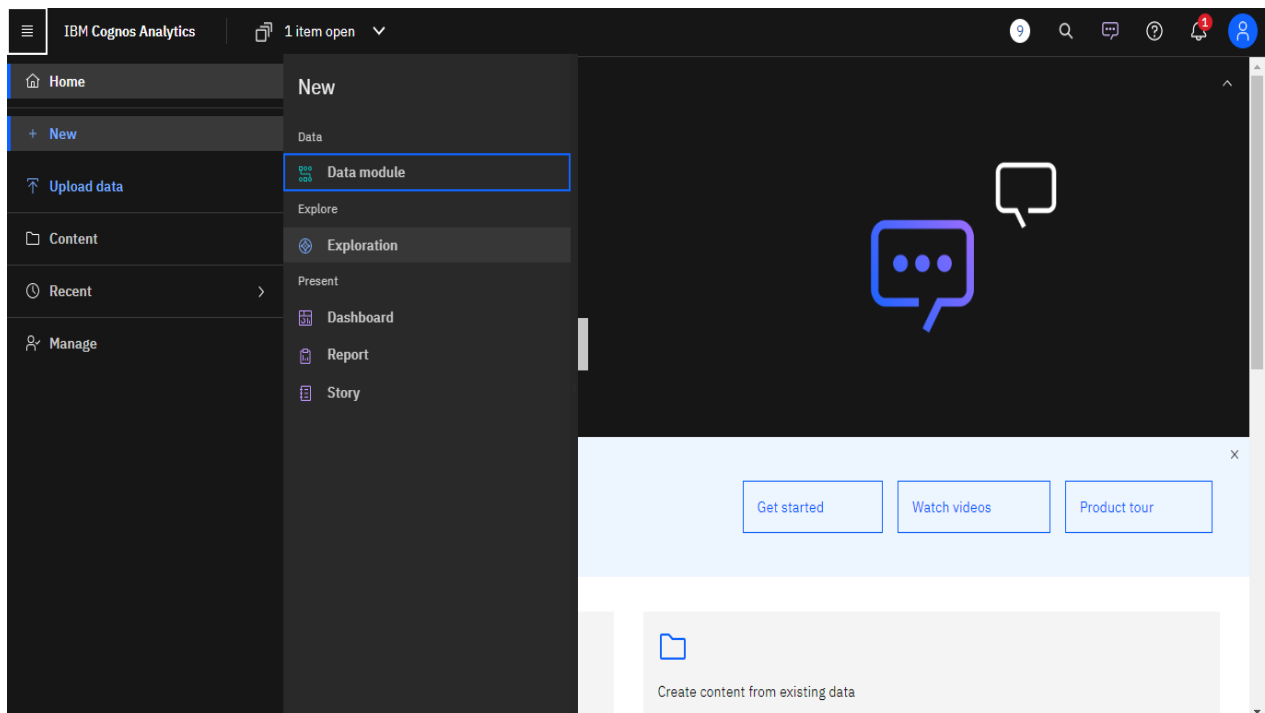 IBM Cognos Analytics
1 item open
9
1
Home
New
Upload data
Content
Recent
Manage
New
Data
Data module
Explore
Exploration
Present
Dashboard
Report
Story
Get started
Watch videos
Product tour
Create content from existing data